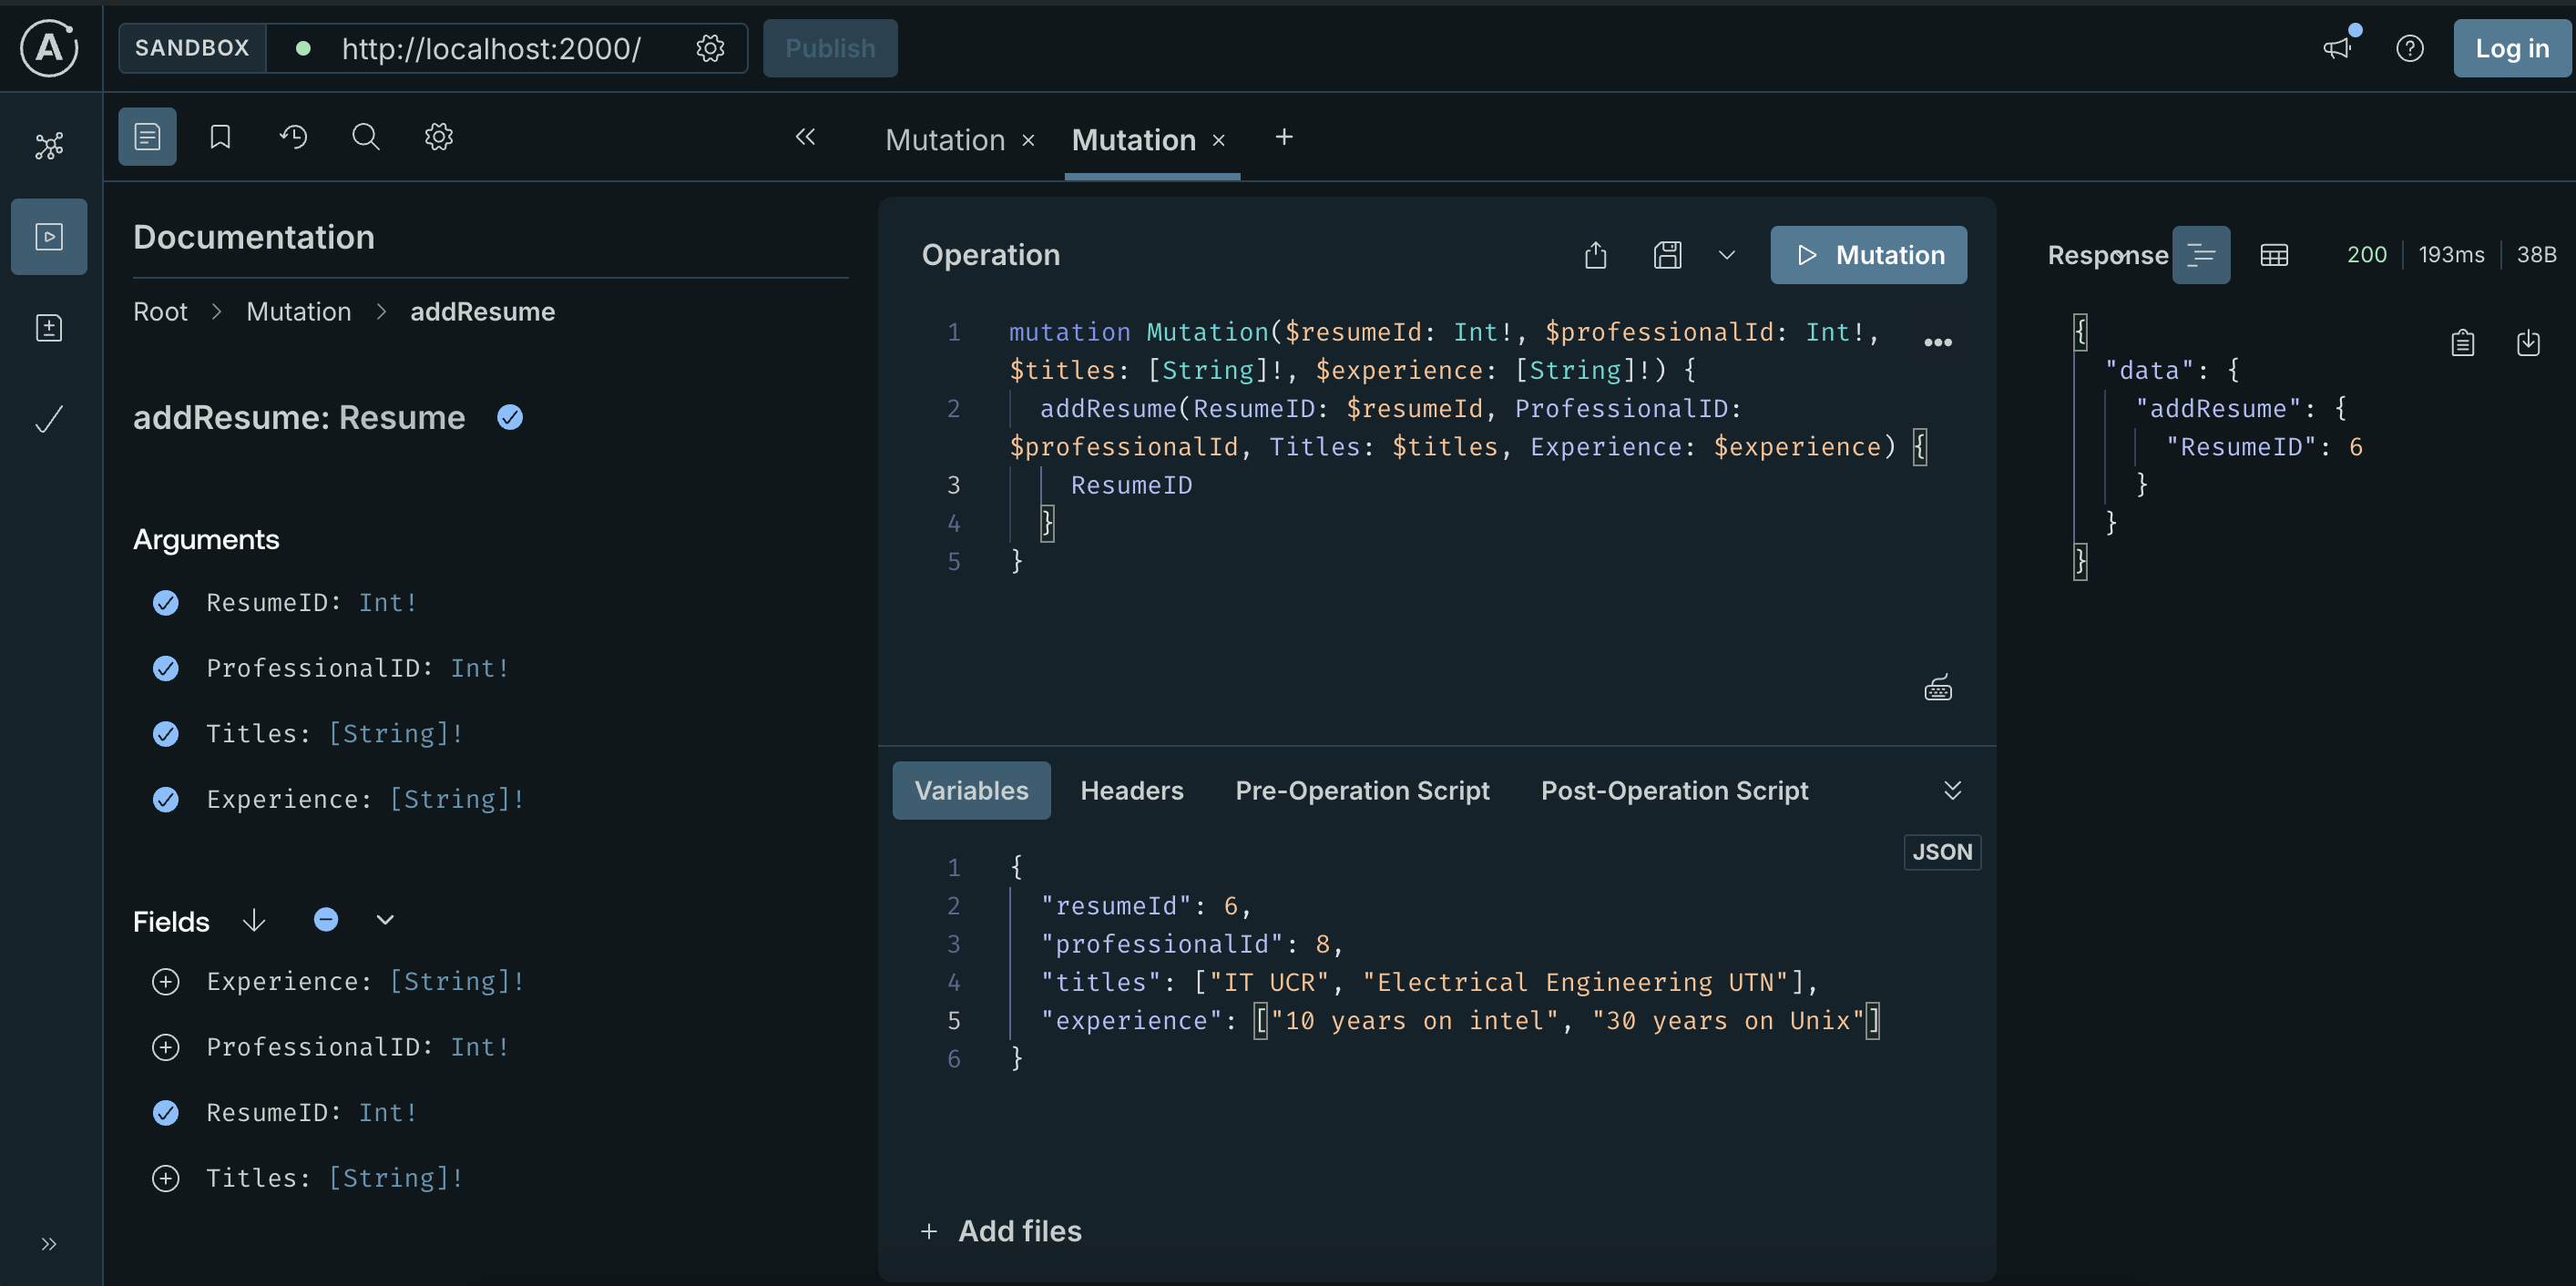 SANDBOX
http://localhost:2000/
Publish
Log in
Mutation
Mutation
Documentation
Root > Mutation > addResume
addResume: Resume
Arguments
ResumeID: Int!
ProfessionalID: Int!
Titles: [String]!
Experience: [String]!
Fields
Experience: [String]!
ProfessionalID: Int!
ResumeID: Int!
Titles: [String]!
Operation
Mutation
1 mutation Mutation($resumeId: Int!, $professionalId: Int!,
$titles: [String]!, $experience: [String]!) {
2 addResume(ResumeID: $resumeId, ProfessionalID:
$professionalId, Titles: $titles, Experience: $experience) {
3 ResumeID
4 }
5 }
Variables Headers Pre-Operation Script Post-Operation Script
JSON
1 {
2 "resumeId": 6,
3 "professionalId": 8,
4 "titles": ["IT UCR", "Electrical Engineering UTN"],
5 "experience": ["10 years on intel", "30 years on Unix"]
6 }
+ Add files
Response 200 193ms 38B
{
"data": {
"addResume": {
"ResumeID": 6
}
}
}